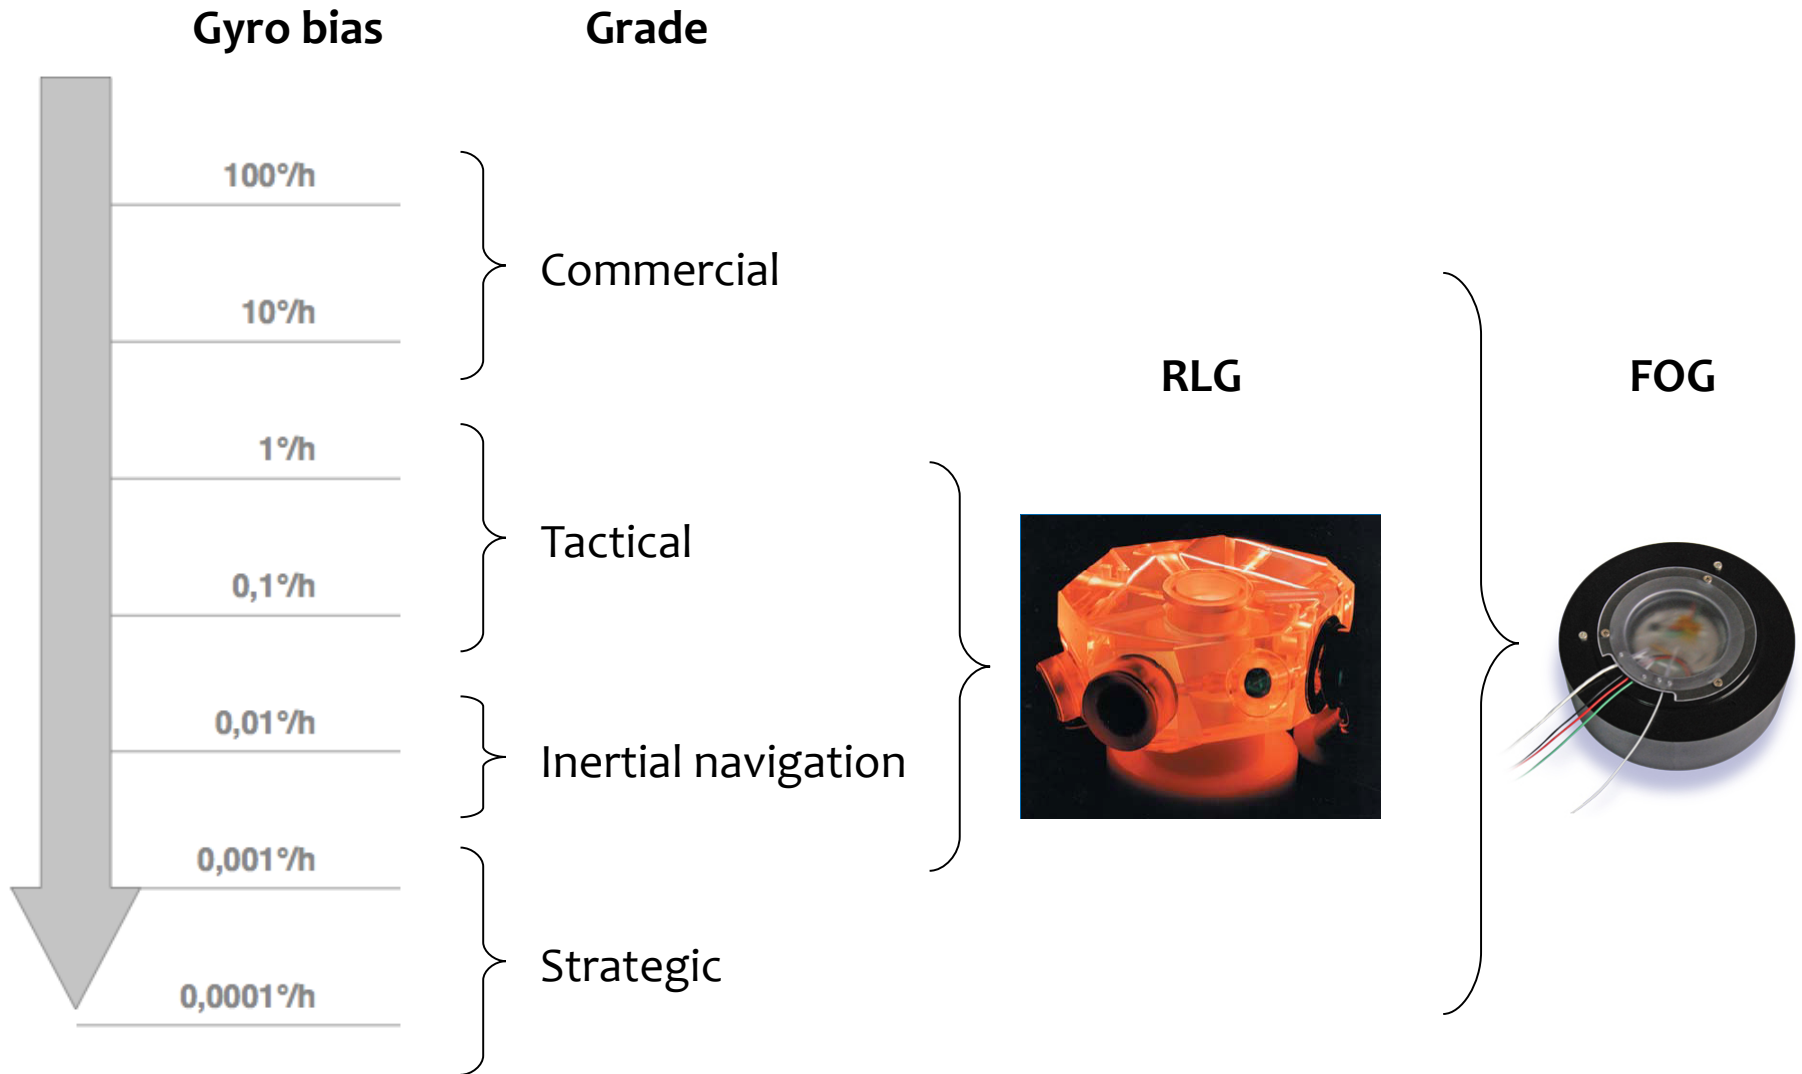 Gyro bias Grade
100°/h
Commercial
10°/h
RLG FOG
1°/h
Tactical
0,1°/h
0,01°/h
Inertial navigation
0,001°/h
Strategic
0,0001°/h